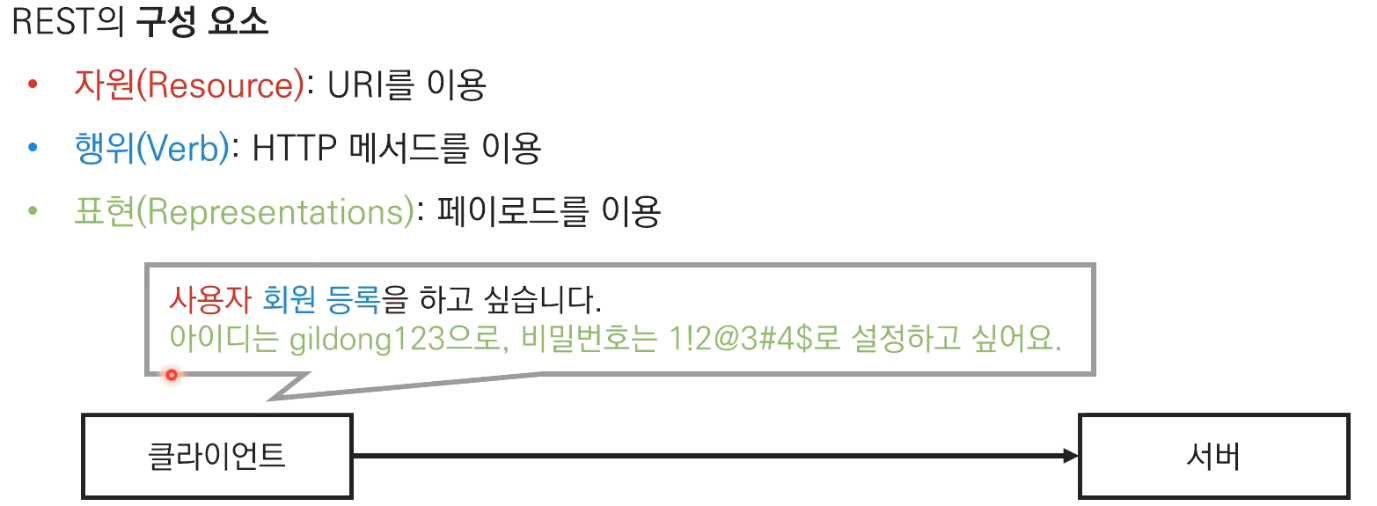 REST의 구성 요소
• 자원(Resource): URI를 이용
• 행위(Verb): HTTP 메서드를 이용
• 표현(Representations): 페이로드를 이용
사용자 회원 등록을 하고 싶습니다.
아이디는 gildong123으로, 비밀번호는 1!2@3#4$로 설정하고 싶어요.
클라이언트
서버